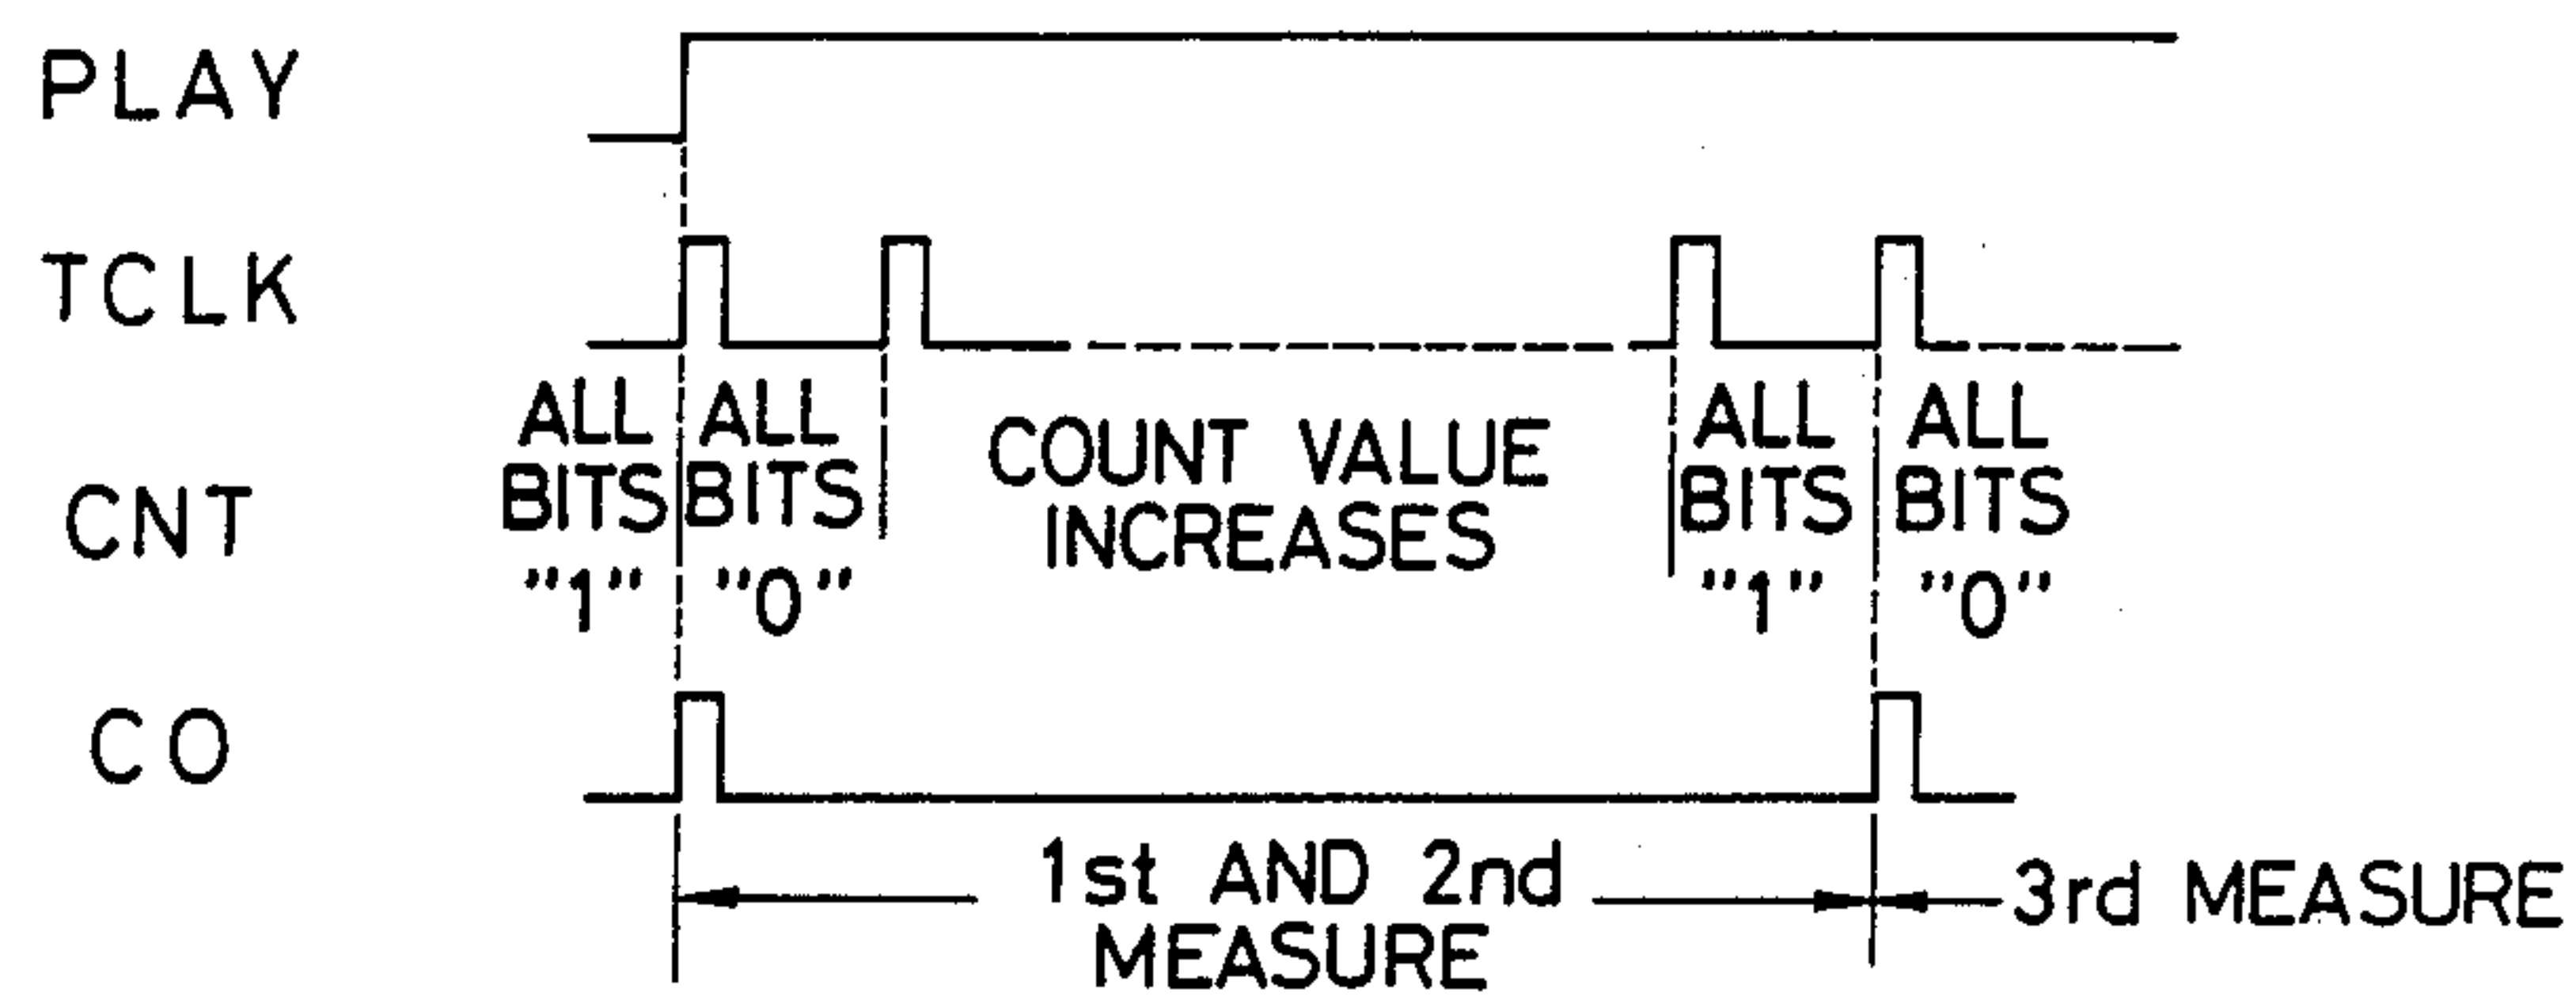 PLAY
TCLK
ALL ALL COUNT VALUE ALL ALL
CNT BITS BITS INCREASES BITS BITS
"1" "0" "1" "0"
CO
1st AND 2nd
MEASURE
3rd MEASURE